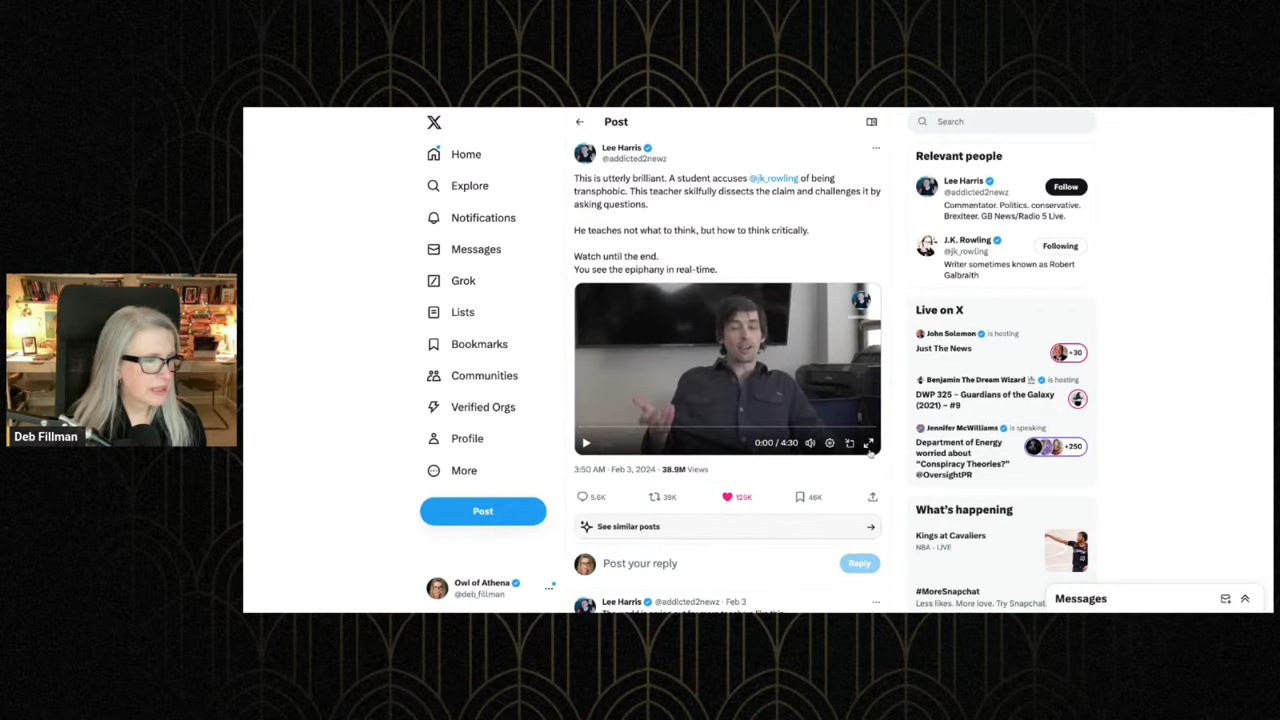 Deb Fillman
Home
Explore
Notifications
Messages
Grok
Lists
Bookmarks
Communities
Verified Orgs
Profile
More
Post
Owl of Athena
@deb_fillman
Post
Lee Harris
@addicted2newz
This is utterly brilliant. A student accuses @jk_rowling of being
transphobic. This teacher skilfully dissects the claim and challenges it by
asking questions.
He teaches not what to think, but how to think critically.
Watch until the end.
You see the epiphany in real-time.
0:00 / 4:30
3:50 AM · Feb 3, 2024 · 38.9M Views
5.6K 39K 125K 46K
See similar posts
Post your reply
Reply
Lee Harris @addicted2newz · Feb 3
Search
Relevant people
Lee Harris
@addicted2newz
Follow
Commentator. Politics. conservative.
Brexiteer. GB News/Radio 5 Live.
J.K. Rowling
@jk_rowling
Following
Writer sometimes known as Robert
Galbraith
Live on X
John Solomon is hosting
Just The News
+30
Benjamin The Dream Wizard is hosting
DWP 325 – Guardians of the Galaxy
(2021) – #9
Jennifer McWilliams is speaking
Department of Energy
worried about
"Conspiracy Theories?"
@OversightPR
+250
What's happening
Kings at Cavaliers
NBA · LIVE
#MoreSnapchat
Less likes. More love. Try Snapchat
Messages